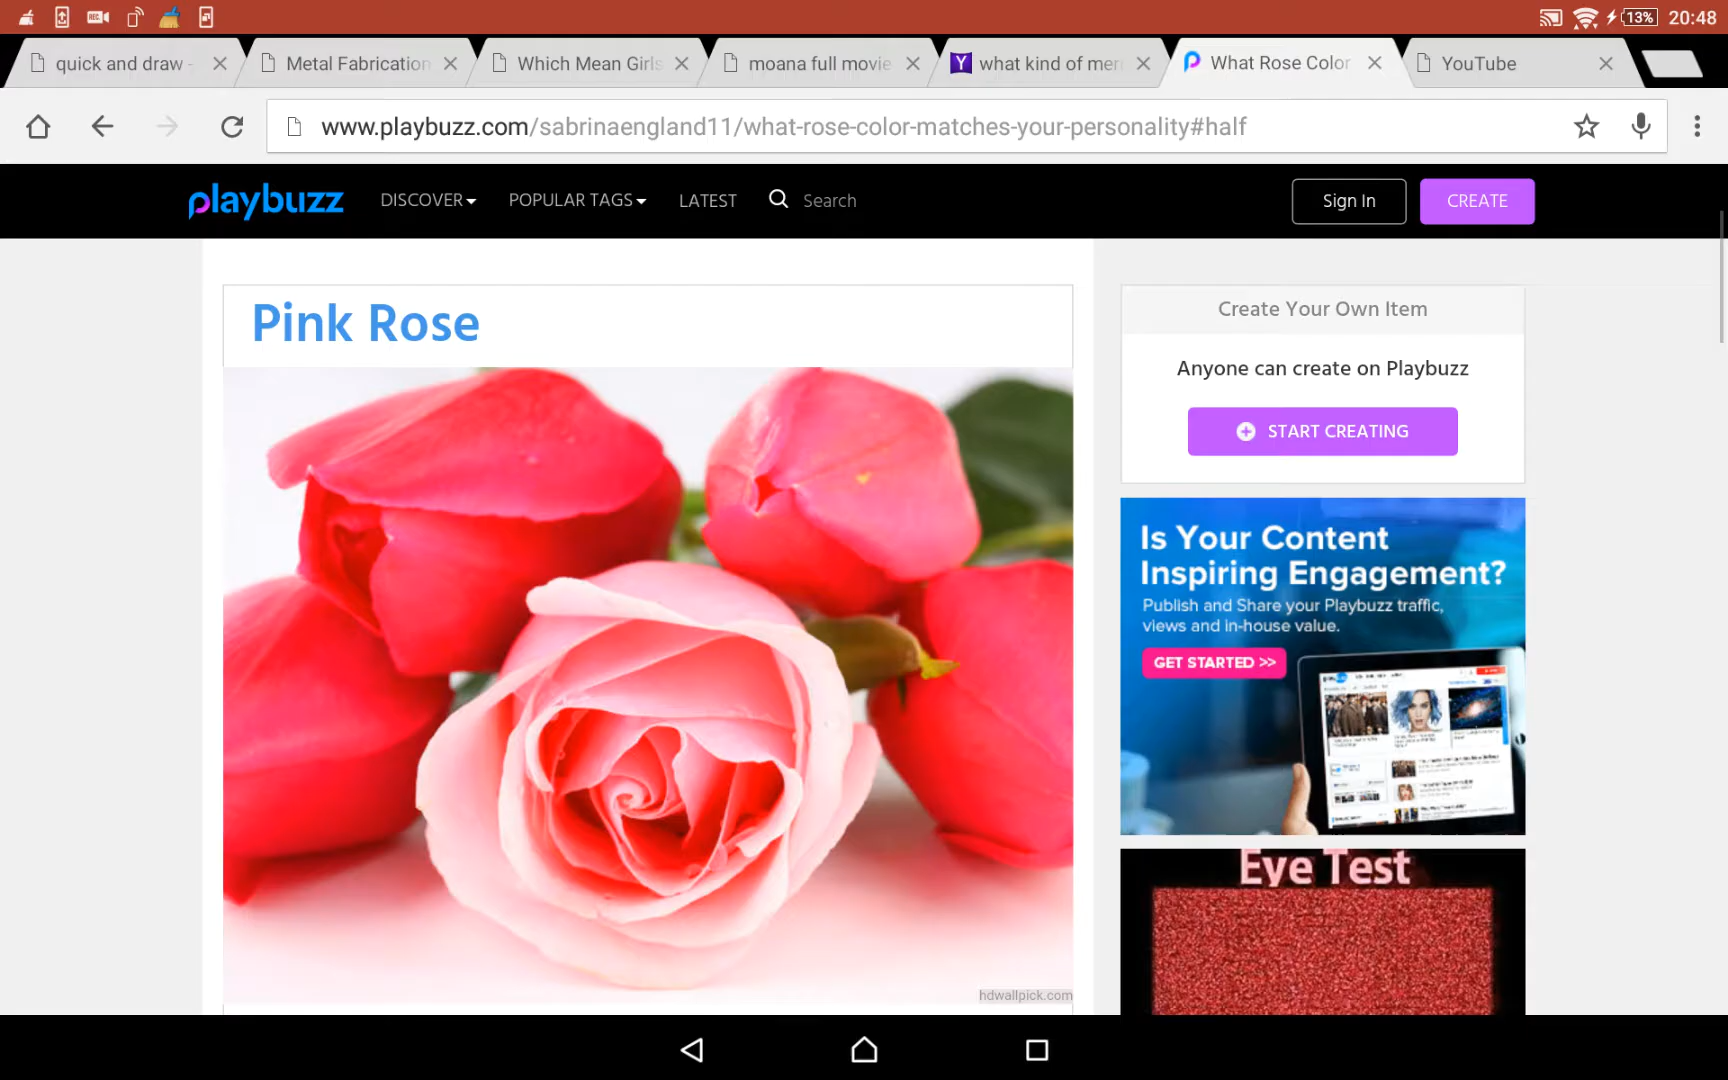 REC
13% 20:48
quick and draw -
Metal Fabrication
Which Mean Girls
moana full movie
Y what kind of mer
What Rose Color
YouTube
www.playbuzz.com/sabrinaengland11/what-rose-color-matches-your-personality#half
playbuzz DISCOVER POPULAR TAGS LATEST Search Sign In CREATE
Pink Rose
hdwallpick.com
Create Your Own Item
Anyone can create on Playbuzz
START CREATING
Is Your Content
Inspiring Engagement?
Publish and Share your Playbuzz traffic,
views and in-house value.
GET STARTED >>
Eye Test